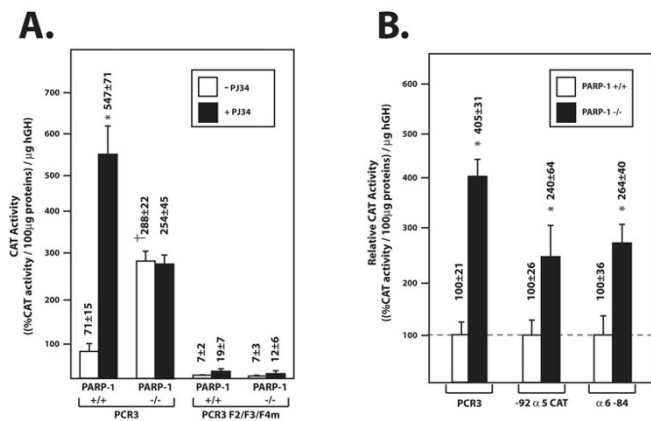 A.
CAT Activity
((%CAT activity / 100µg proteins) / µg hGH)
700
600
500
400
300
200
100
- PJ34
+ PJ34
71±15
* 547±71
†288±22
254±45
7±2
19±7
7±3
12±6
PARP-1 +/+
PARP-1 -/-
PARP-1 +/+
PARP-1 -/-
PCR3
PCR3 F2/F3/F4m
B.
Relative CAT Activity
((%CAT activity / 100µg proteins) / µg hGH)
600
500
400
300
200
100
PARP-1 +/+
PARP-1 -/-
100±21
* 405±31
100±26
* 240±64
100±36
* 264±40
PCR3
-92 α5 CAT
α6 -84